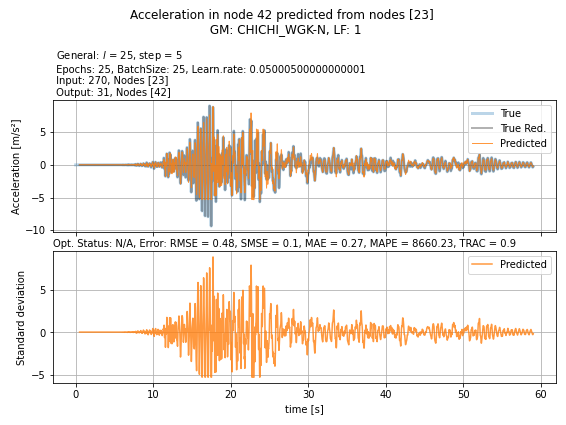 Acceleration in node 42 predicted from nodes [23]
GM: CHICHI_WGK-N, LF: 1
General: l = 25, step = 5
Epochs: 25, BatchSize: 25, Learn.rate: 0.05000500000000001
Input: 270, Nodes [23]
Output: 31, Nodes [42]
Acceleration [m/s²]
5
0
−5
−10
True
True Red.
Predicted
Opt. Status: N/A, Error: RMSE = 0.48, SMSE = 0.1, MAE = 0.27, MAPE = 8660.23, TRAC = 0.9
Standard deviation
5
0
−5
Predicted
0 10 20 30 40 50 60
time [s]